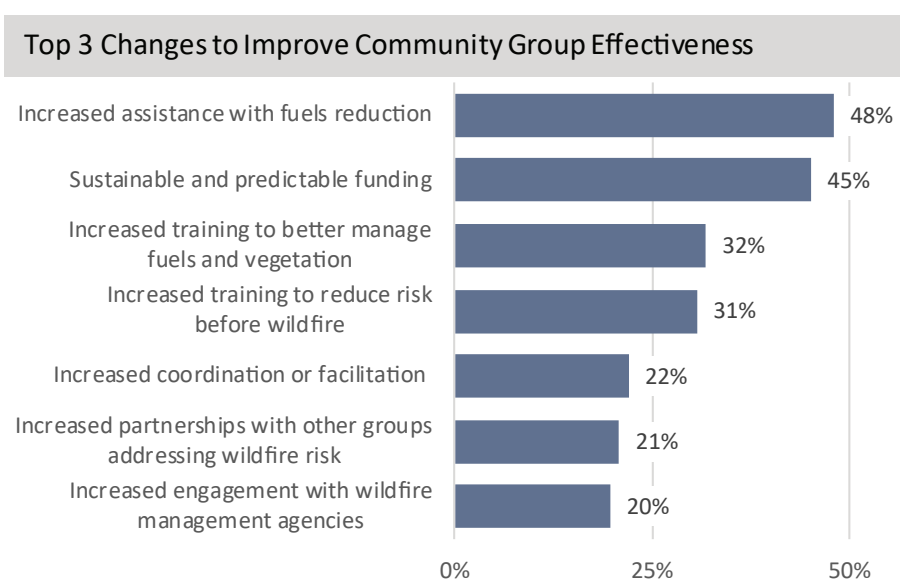 Top 3 Changes to Improve Community Group Effectiveness
Increased assistance with fuels reduction
48%
Sustainable and predictable funding
45%
Increased training to better manage
fuels and vegetation
32%
Increased training to reduce risk
before wildfire
31%
Increased coordination or facilitation
22%
Increased partnerships with other groups
addressing wildfire risk
21%
Increased engagement with wildfire
management agencies
20%
0% 25% 50%